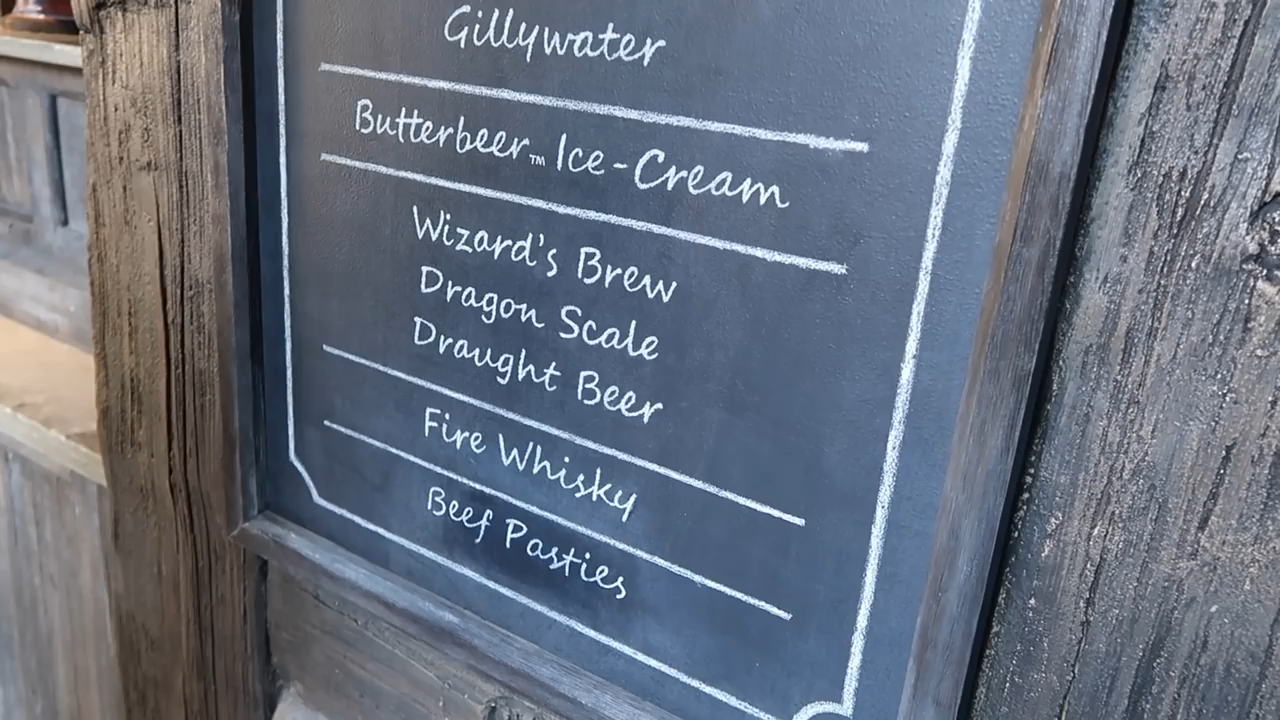 Gillywater
Butterbeer™ Ice-Cream
Wizard's Brew
Dragon Scale
Draught Beer
Fire Whisky
Beef Pasties